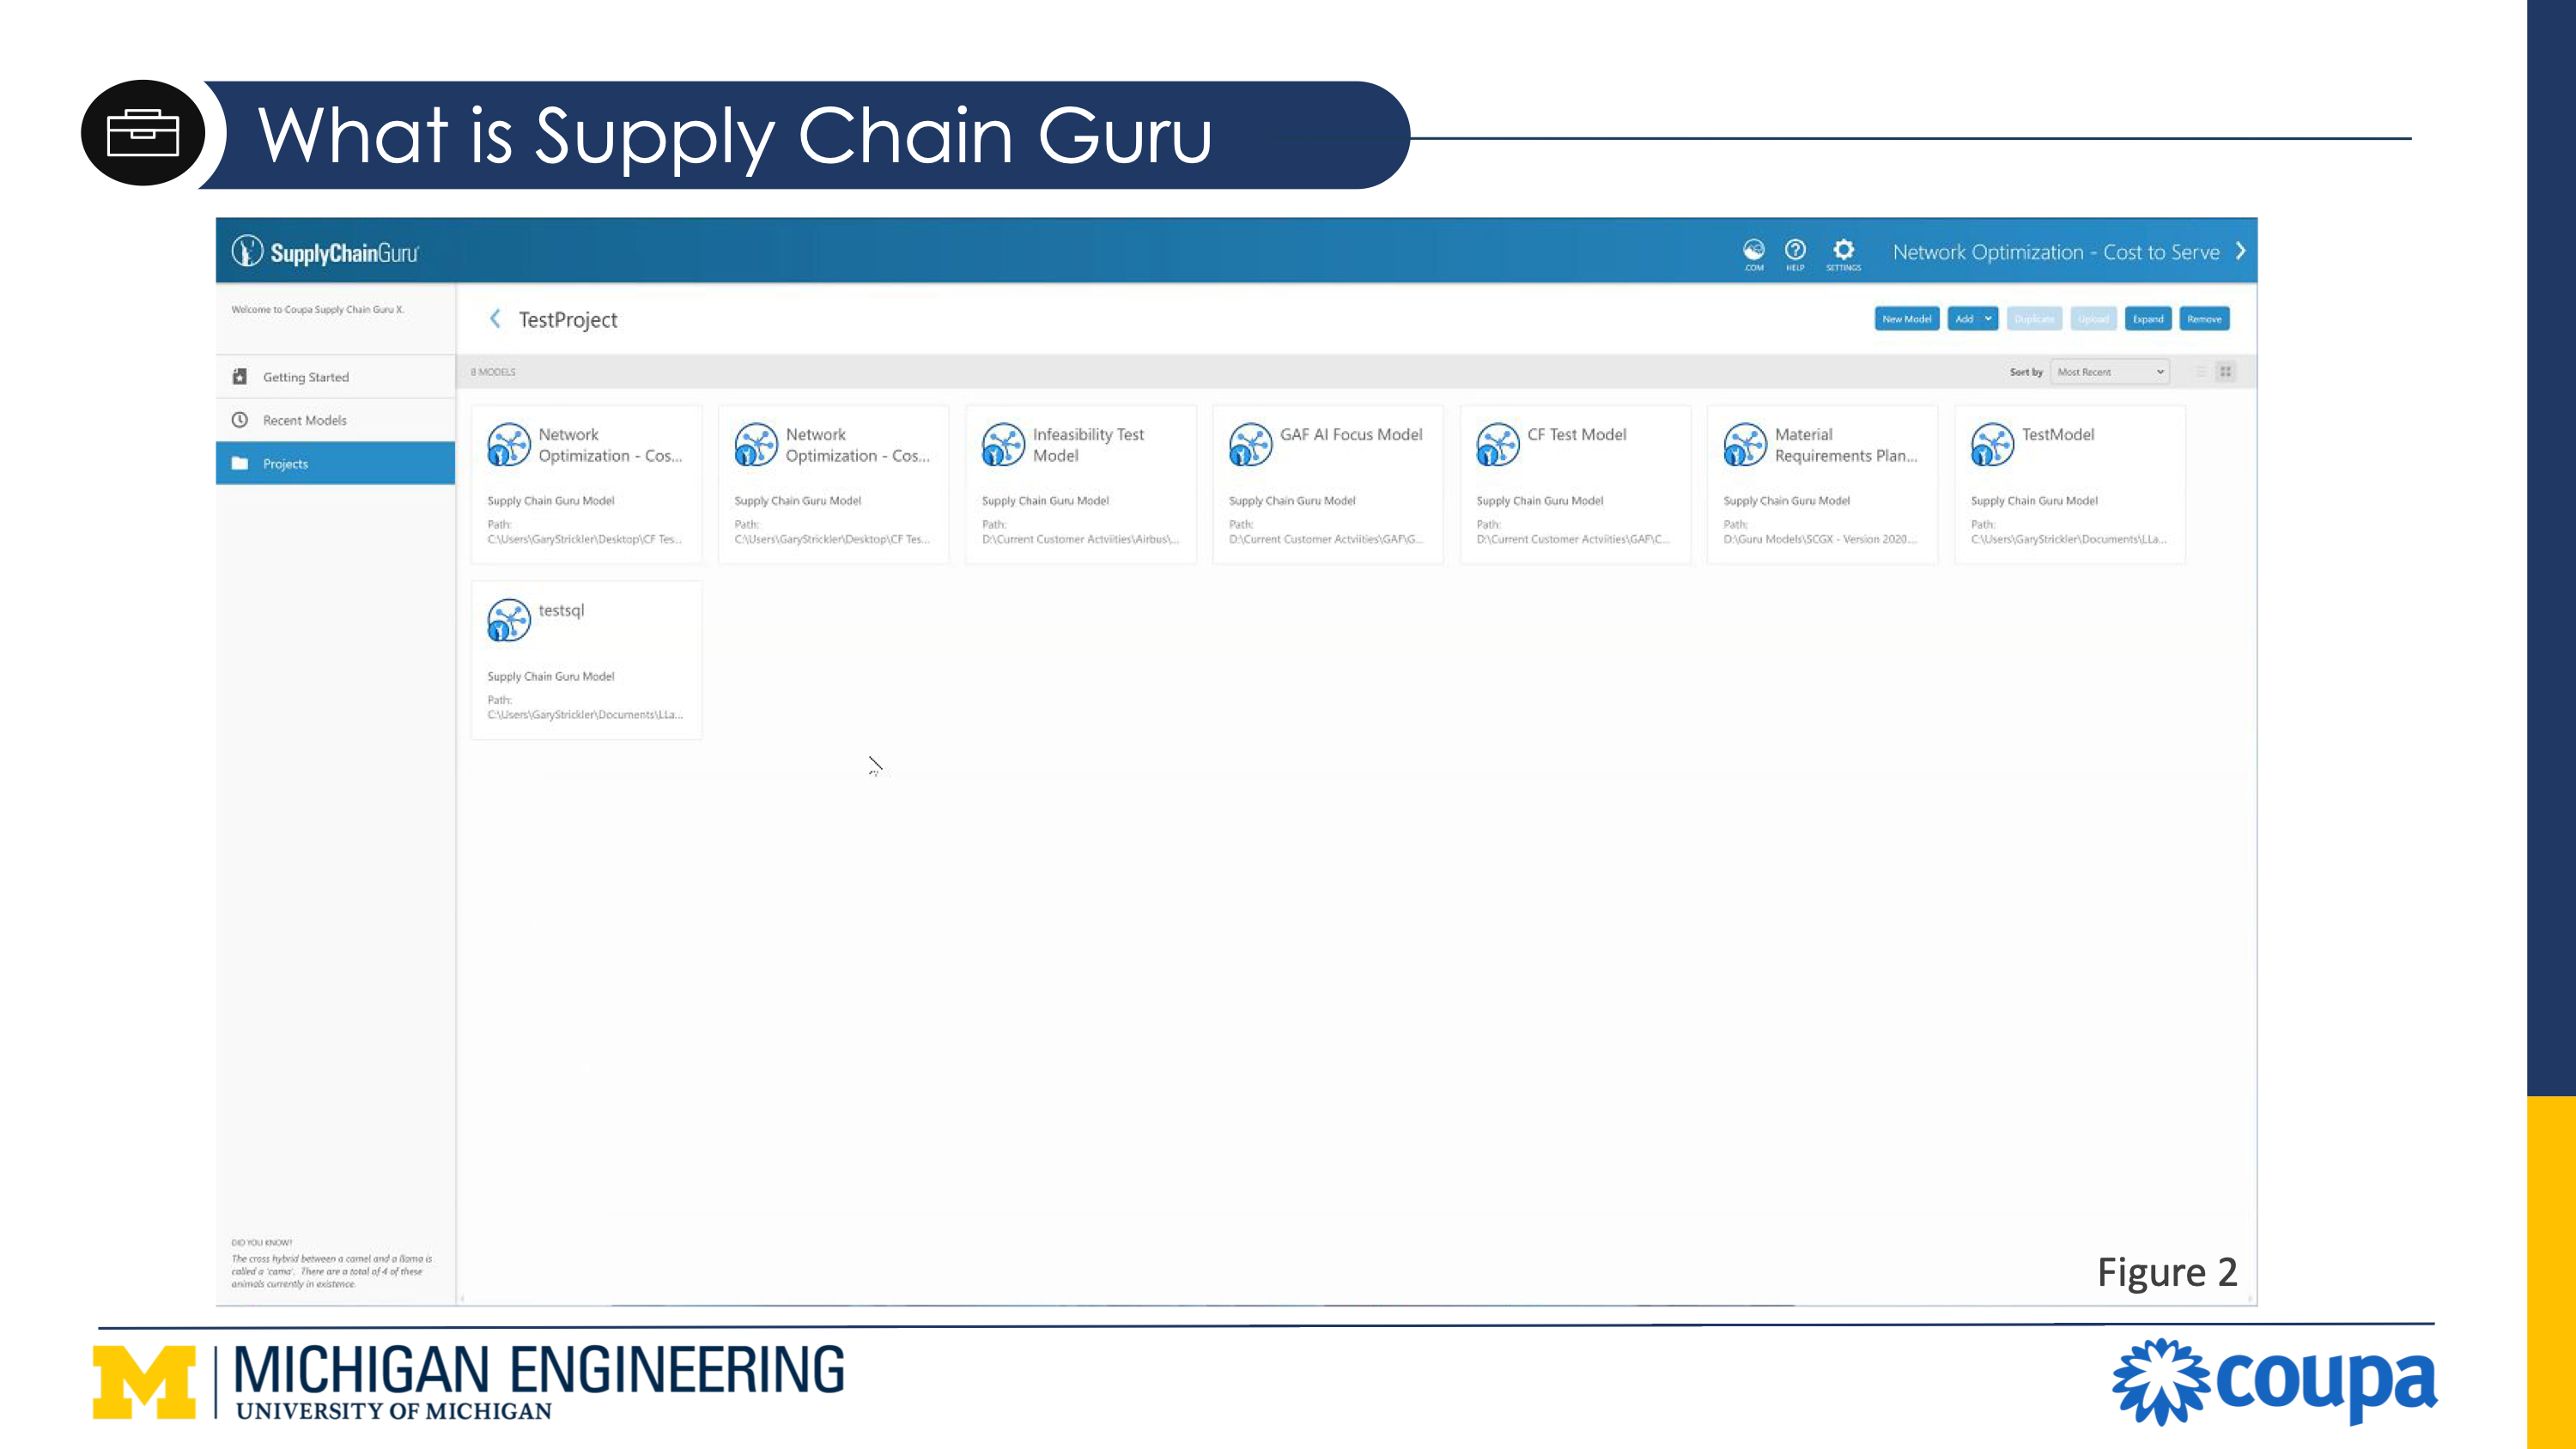 What is Supply Chain Guru
SupplyChainGuru
.COM
HELP
SETTINGS
Network Optimization - Cost to Serve
Welcome to Coupa Supply Chain Guru X.
Getting Started
Recent Models
Projects
TestProject
New Model
Add
Duplicate
Upload
Expand
Remove
8 MODELS
Sort by
Most Recent
Network
Optimization - Cos...
Supply Chain Guru Model
Path:
C:\Users\GaryStrickler\Desktop\CF Tes...
Network
Optimization - Cos...
Supply Chain Guru Model
Path:
C:\Users\GaryStrickler\Desktop\CF Tes...
Infeasibility Test
Model
Supply Chain Guru Model
Path:
D:\Current Customer Actviities\Airbus\...
GAF AI Focus Model
Supply Chain Guru Model
Path:
D:\Current Customer Actviities\GAF\G...
CF Test Model
Supply Chain Guru Model
Path:
D:\Current Customer Actviities\GAF\C...
Material
Requirements Plan...
Supply Chain Guru Model
Path:
D:\Guru Models\SCGX - Version 2020...
TestModel
Supply Chain Guru Model
Path:
C:\Users\GaryStrickler\Documents\LLa...
testsql
Supply Chain Guru Model
Path:
C:\Users\GaryStrickler\Documents\LLa...
DID YOU KNOW?
The cross hybrid between a camel and a llama is
called a 'cama'. There are a total of 4 of these
animals currently in existence.
Figure 2
M
MICHIGAN ENGINEERING
UNIVERSITY OF MICHIGAN
coupa